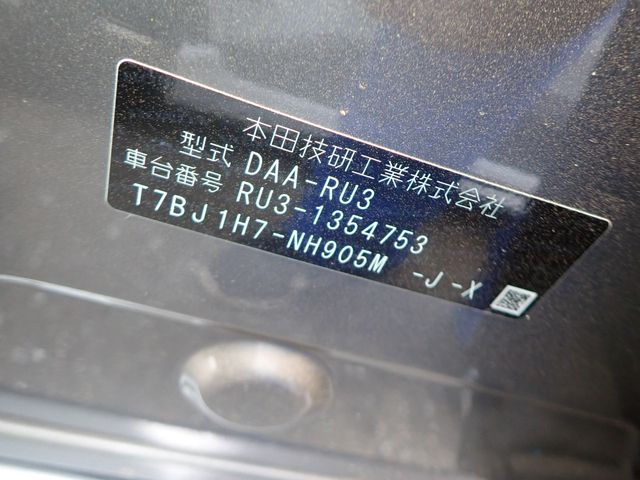 本田技研工業株式会社
型式 DAA-RU3
車台番号 RU3-1354753
T7BJ1H7-NH905M -J -X